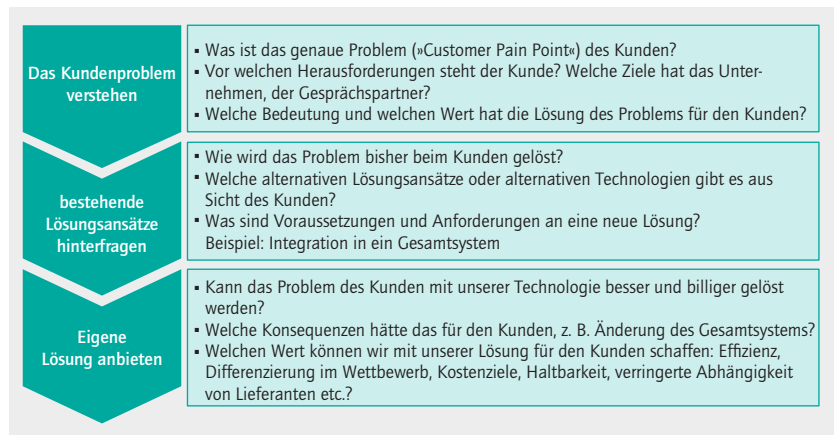 Das Kundenproblem
verstehen
▪ Was ist das genaue Problem (»Customer Pain Point«) des Kunden?
▪ Vor welchen Herausforderungen steht der Kunde? Welche Ziele hat das Unter-
nehmen, der Gesprächspartner?
▪ Welche Bedeutung und welchen Wert hat die Lösung des Problems für den Kunden?
bestehende
Lösungsansätze
hinterfragen
▪ Wie wird das Problem bisher beim Kunden gelöst?
▪ Welche alternativen Lösungsansätze oder alternativen Technologien gibt es aus
Sicht des Kunden?
▪ Was sind Voraussetzungen und Anforderungen an eine neue Lösung?
Beispiel: Integration in ein Gesamtsystem
Eigene
Lösung anbieten
▪ Kann das Problem des Kunden mit unserer Technologie besser und billiger gelöst
werden?
▪ Welche Konsequenzen hätte das für den Kunden, z. B. Änderung des Gesamtsystems?
▪ Welchen Wert können wir mit unserer Lösung für den Kunden schaffen: Effizienz,
Differenzierung im Wettbewerb, Kostenziele, Haltbarkeit, verringerte Abhängigkeit
von Lieferanten etc.?